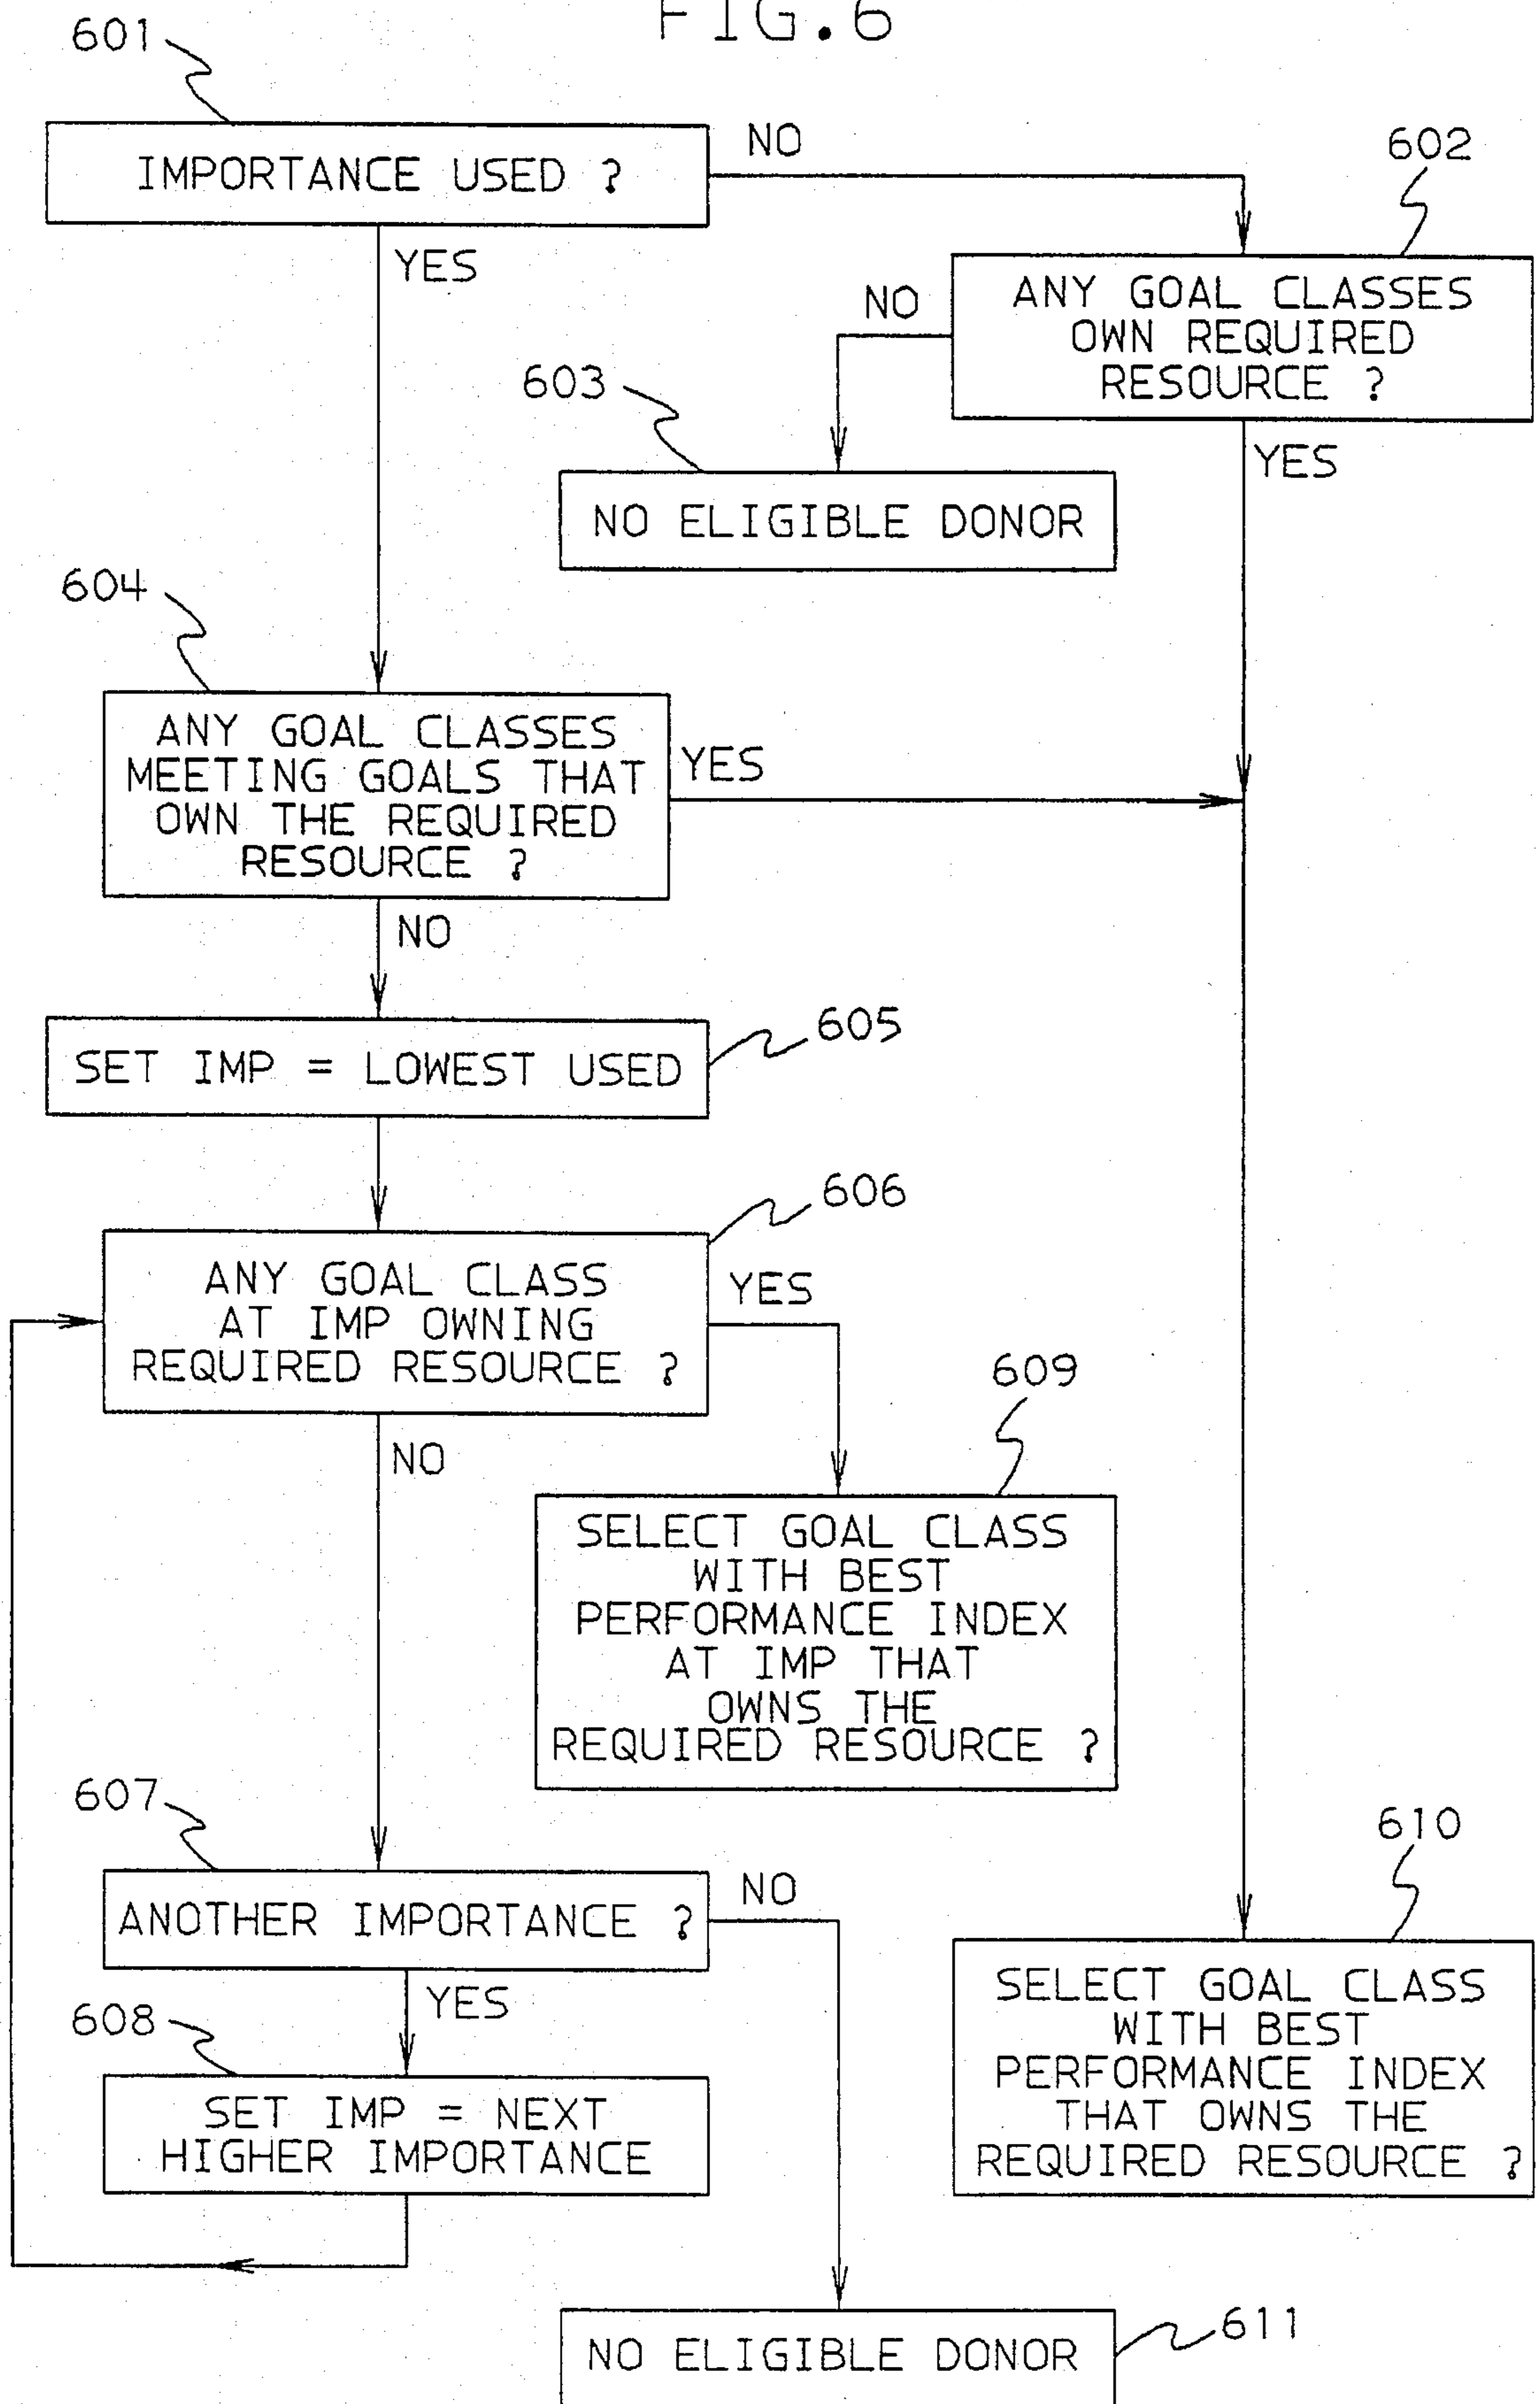 FIG.6
601
IMPORTANCE USED ?
NO
602
YES
ANY GOAL CLASSES
OWN REQUIRED
RESOURCE ?
NO
603
YES
NO ELIGIBLE DONOR
604
ANY GOAL CLASSES
MEETING GOALS THAT
OWN THE REQUIRED
RESOURCE ?
YES
NO
605
SET IMP = LOWEST USED
606
ANY GOAL CLASS
AT IMP OWNING
REQUIRED RESOURCE ?
YES
609
NO
SELECT GOAL CLASS
WITH BEST
PERFORMANCE INDEX
AT IMP THAT
OWNS THE
REQUIRED RESOURCE ?
607
610
ANOTHER IMPORTANCE ?
NO
YES
608
SET IMP = NEXT
HIGHER IMPORTANCE
SELECT GOAL CLASS
WITH BEST
PERFORMANCE INDEX
THAT OWNS THE
REQUIRED RESOURCE ?
611
NO ELIGIBLE DONOR